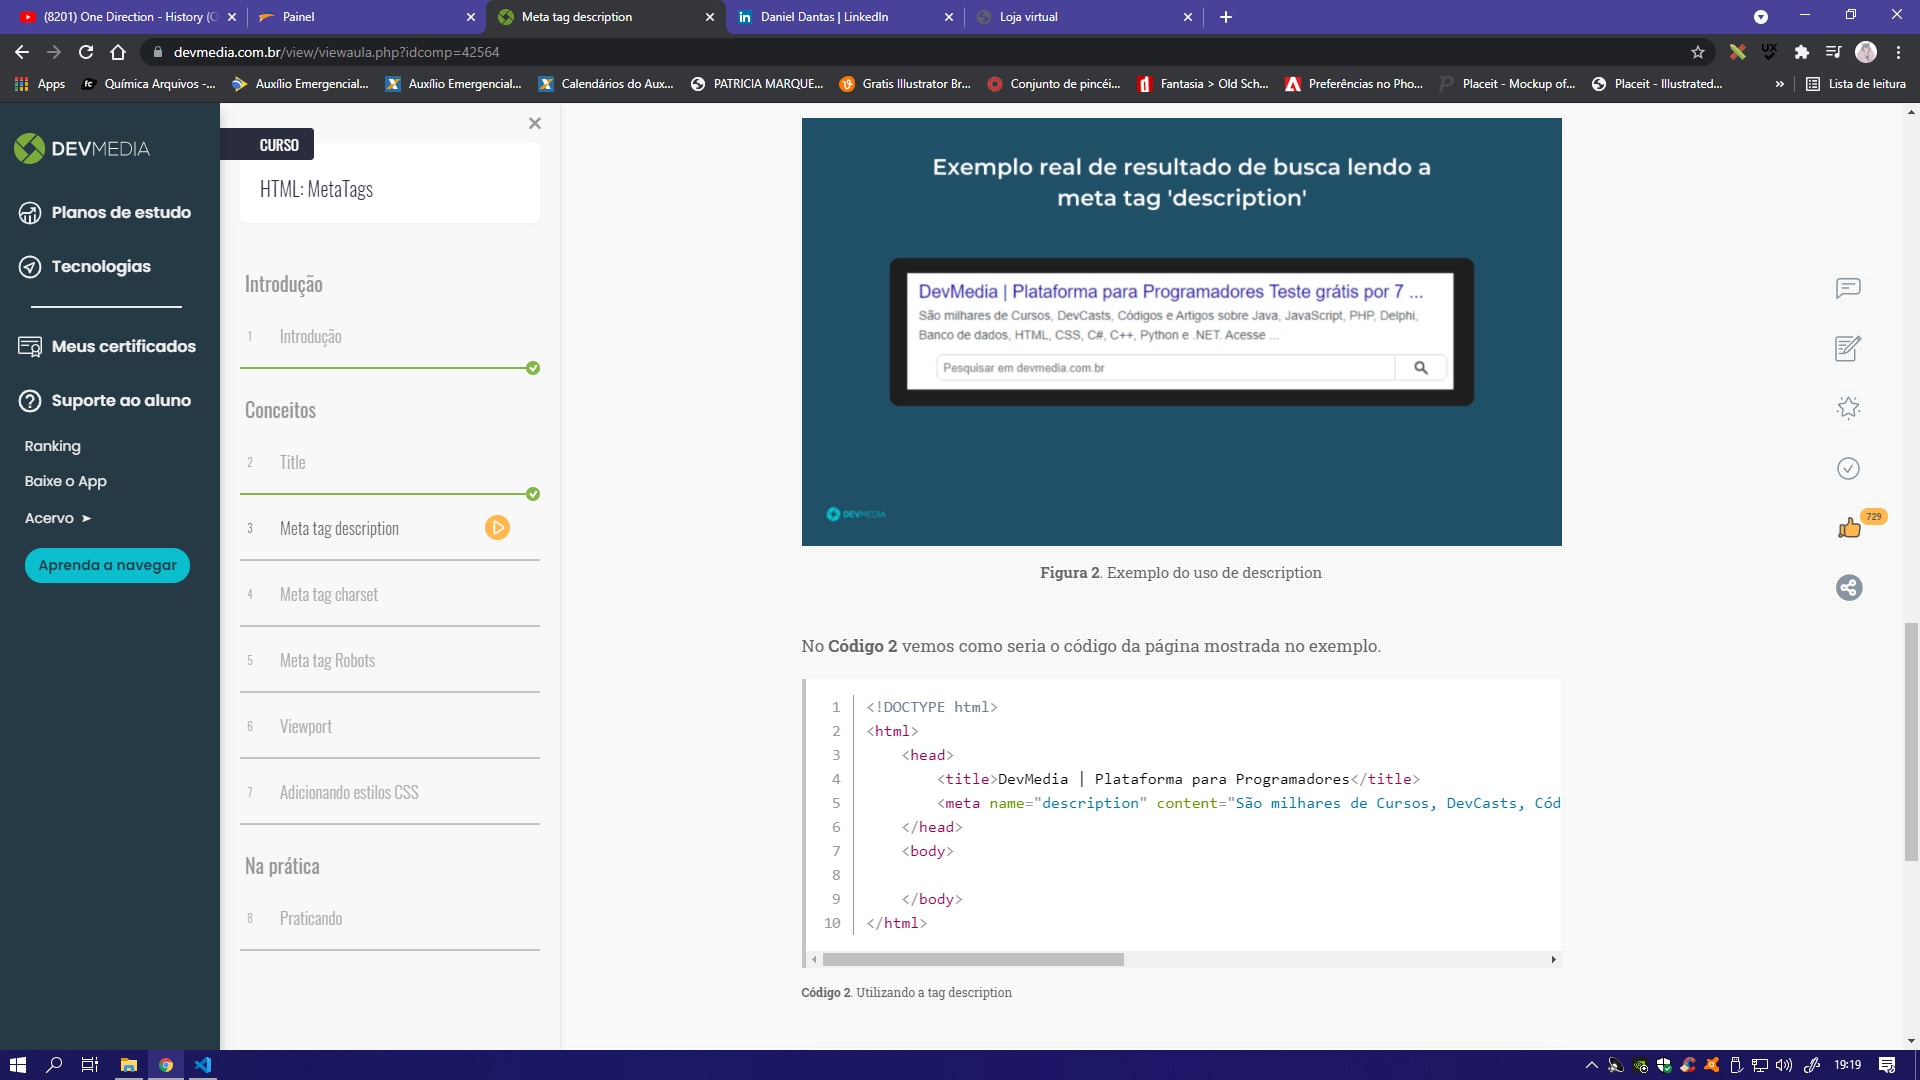 (8201) One Direction - History (O
Painel
Meta tag description
Daniel Dantas | LinkedIn
Loja virtual
devmedia.com.br/view/viewaula.php?idcomp=42564
Apps
Química Arquivos -...
Auxílio Emergencial...
Auxílio Emergencial...
Calendários do Aux...
PATRICIA MARQUE...
Gratis Illustrator Br...
Conjunto de pincéi...
Fantasia > Old Sch...
Preferências no Pho...
Placeit - Mockup of...
Placeit - Illustrated...
»
Lista de leitura
DEVMEDIA
Planos de estudo
Tecnologias
Meus certificados
Suporte ao aluno
Ranking
Baixe o App
Acervo ➤
Aprenda a navegar
CURSO
HTML: MetaTags
Introdução
1 Introdução
Conceitos
2 Title
3 Meta tag description
4 Meta tag charset
5 Meta tag Robots
6 Viewport
7 Adicionando estilos CSS
Na prática
8 Praticando
Exemplo real de resultado de busca lendo a
meta tag 'description'
DevMedia | Plataforma para Programadores Teste grátis por 7 ...
São milhares de Cursos, DevCasts, Códigos e Artigos sobre Java, JavaScript, PHP, Delphi,
Banco de dados, HTML, CSS, C#, C++, Python e .NET. Acesse ...
Pesquisar em devmedia.com.br
DEVMEDIA
Figura 2. Exemplo do uso de description
No Código 2 vemos como seria o código da página mostrada no exemplo.
1 <!DOCTYPE html>
2 <html>
3 <head>
4 <title>DevMedia | Plataforma para Programadores</title>
5 <meta name="description" content="São milhares de Cursos, DevCasts, Cód
6 </head>
7 <body>
8
9 </body>
10 </html>
Código 2. Utilizando a tag description
729
UX
19:19